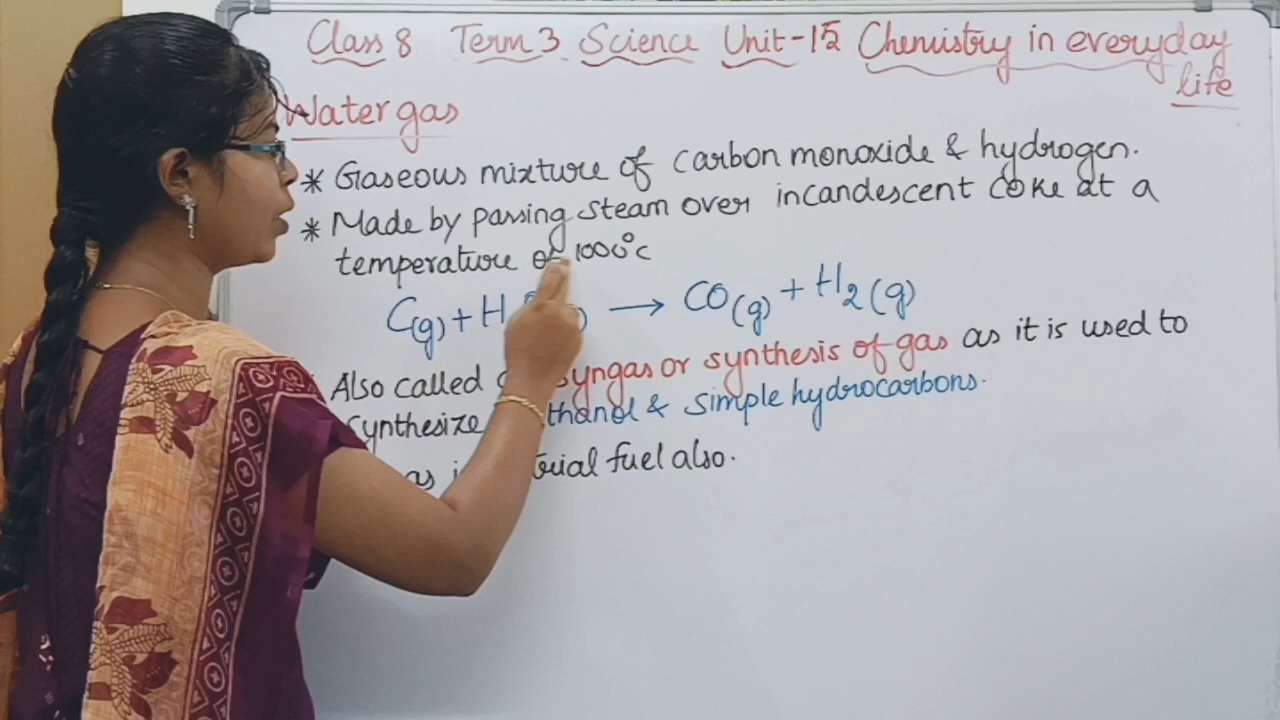 Class 8 Term 3 Science Unit-15 Chemistry in everyday
life
Water gas
* Gaseous mixture of carbon monoxide & hydrogen.
* Made by passing steam over incandescent coke at a
temperature of 1000°c
C(g) + H → CO(g) + H2(g)
Also called syngas or synthesis of gas as it is used to
synthesize thanol & simple hydrocarbons.
as fuel also.